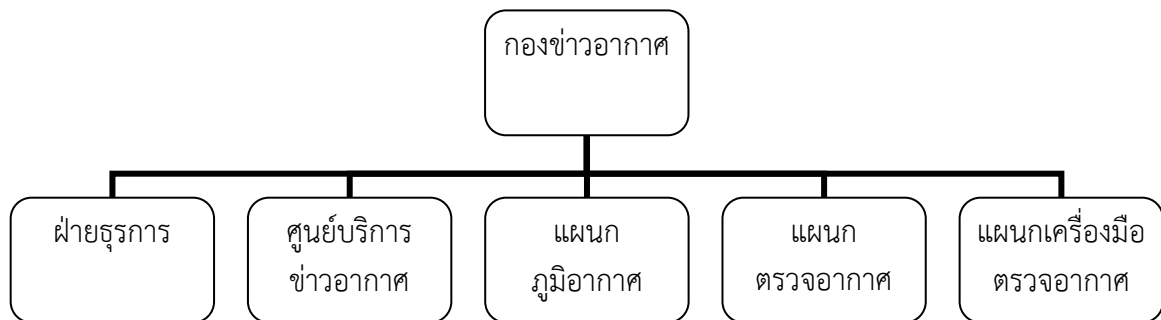 กองข่าวอากาศ
ฝ่ายธุรการ
ศูนย์บริการ
ข่าวอากาศ
แผนก
ภูมิอากาศ
แผนก
ตรวจอากาศ
แผนกเครื่องมือ
ตรวจอากาศ